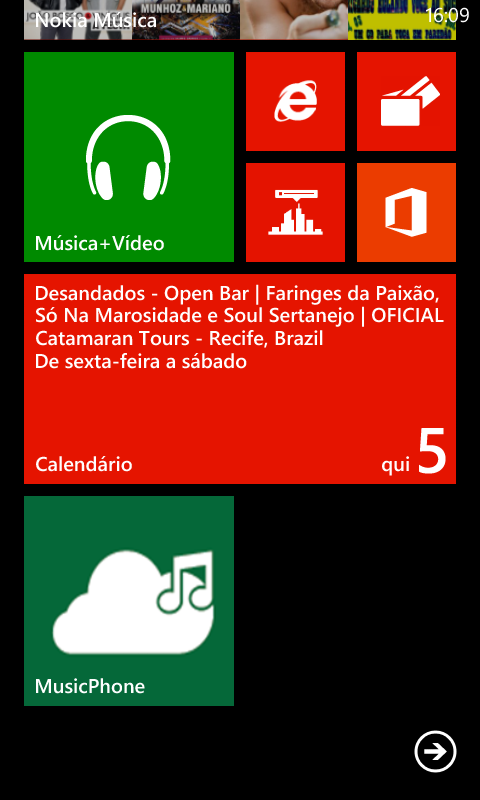 Nokia Música
16:09
MUNHOZ•MARIANO
Música+Vídeo
Desandados - Open Bar | Faringes da Paixão,
Só Na Marosidade e Soul Sertanejo | OFICIAL
Catamaran Tours - Recife, Brazil
De sexta-feira a sábado
Calendário
qui 5
MusicPhone